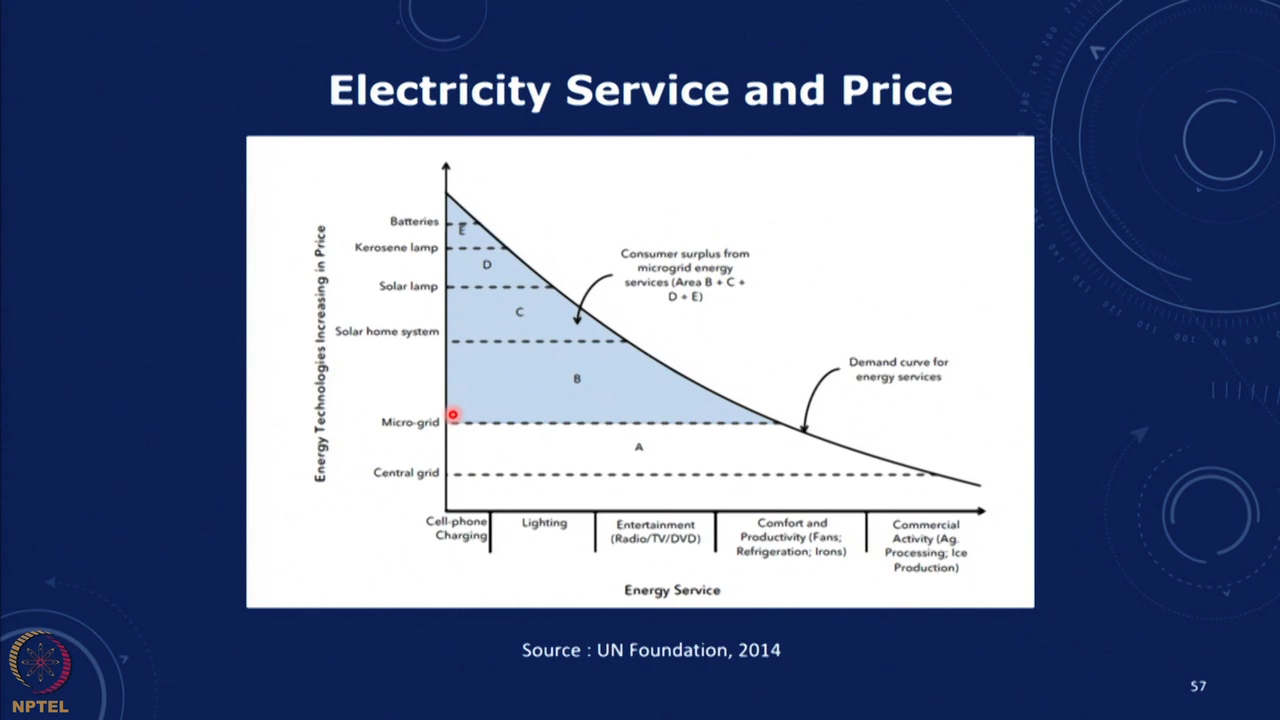 Electricity Service and Price
Energy Technologies Increasing in Price
Batteries
Kerosene lamp
Solar lamp
Solar home system
Micro-grid
Central grid
E
D
C
B
A
Consumer surplus from
microgrid energy
services (Area B + C +
D + E)
Demand curve for
energy services
Cell-phone
Charging
Lighting
Entertainment
(Radio/TV/DVD)
Comfort and
Productivity (Fans;
Refrigeration; Irons)
Commercial
Activity (Ag.
Processing; Ice
Production)
Energy Service
Source : UN Foundation, 2014
57
NPTEL